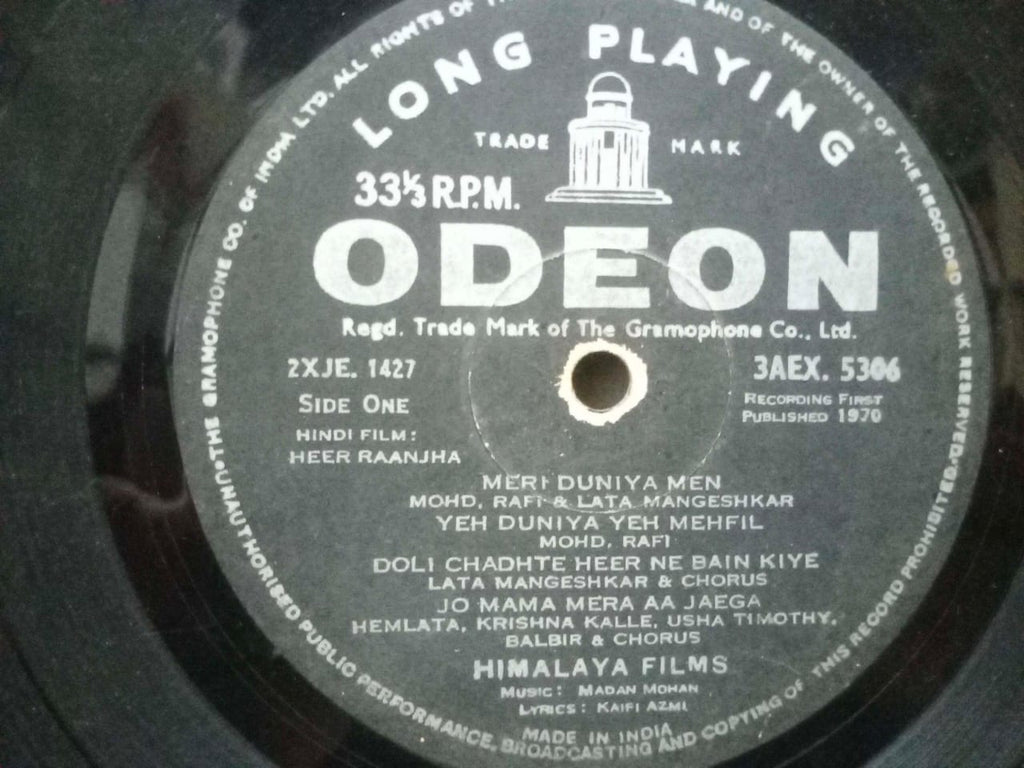 LONG PLAYING
TRADE MARK
33⅓ R.P.M.
ODEON
Regd. Trade Mark of The Gramophone Co., Ltd.
2XJE. 1427
3AEX. 5306
SIDE ONE
RECORDING FIRST
PUBLISHED 1970
HINDI FILM:
HEER RAANJHA
MERI DUNIYA MEN
MOHD. RAFI & LATA MANGESHKAR
YEH DUNIYA YEH MEHFIL
MOHD. RAFI
DOLI CHADHTE HEER NE BAIN KIYE
LATA MANGESHKAR & CHORUS
JO MAMA MERA AA JAEGA
HEMLATA, KRISHNA KALLE, USHA TIMOTHY,
BALBIR & CHORUS
HIMALAYA FILMS
MUSIC: MADAN MOHAN
LYRICS: KAIFI AZMI
MADE IN INDIA
THE GRAMOPHONE CO. OF INDIA LTD. ALL RIGHTS OF AND OF THE OWNER OF THE RECORDED WORK RESERVED
UNAUTHORISED PUBLIC PERFORMANCE, BROADCASTING AND COPYING OF THIS RECORD PROHIBITED